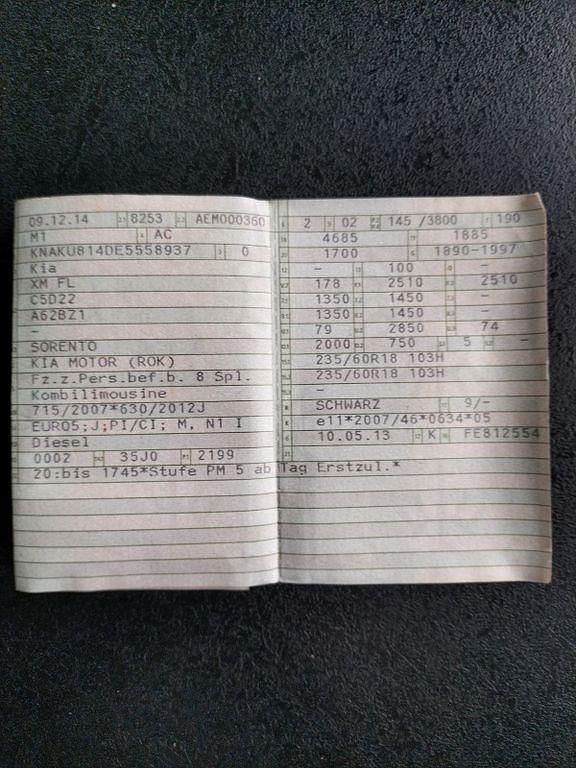 09.12.14 8253 AEM000360
M1 AC
KNAKU814DE5558937 0
Kia
XM FL
C5D22
A62BZ1
–
SORENTO
KIA MOTOR (ROK)
Fz.z.Pers.bef.b. 8 Spl.
Kombilimousine
715/2007*630/2012J
EURO5;J;PI/CI; M, N1 I
Diesel
0002 35J0 2199
20:bis 1745*Stufe PM 5 ab Tag Erstzul.*
2 02 145 /3800 190
4685 1885
1700 1890-1997
– 100 –
178 2510 2510
1350 1450 –
1350 1450 –
79 2850 74
2000 750 5 –
235/60R18 103H
235/60R18 103H
–
SCHWARZ 9/-
e11*2007/46*0634*05
10.05.13 K FE812554